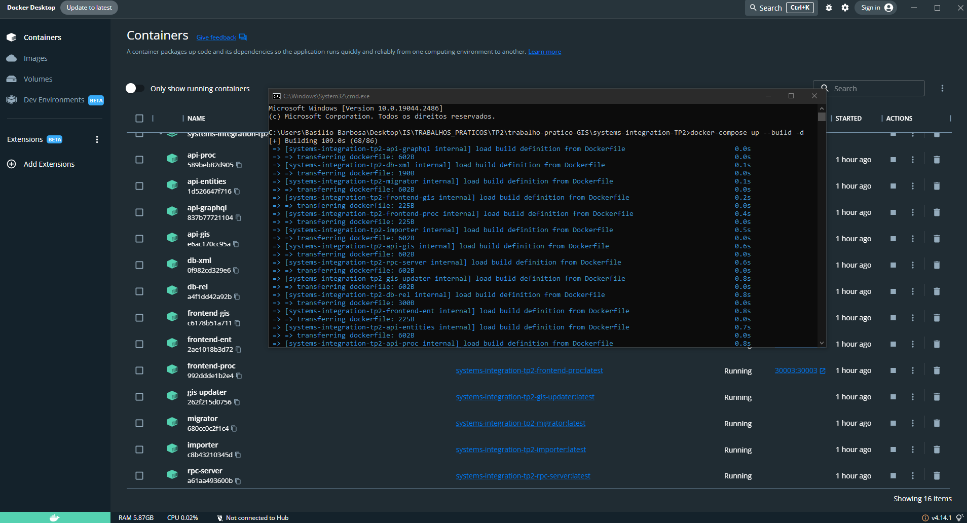 Docker Desktop Update to latest Search Ctrl+K Sign in
Containers
Images
Volumes
Dev Environments BETA
Extensions BETA
Add Extensions
Containers Give feedback
A container packages up code and its dependencies so the application runs quickly and reliably from one computing environment to another. Learn more
Only show running containers
Search
NAME STARTED ACTIONS
systems-integration-tp
C:\Windows\System32\cmd.exe
Microsoft Windows [Version 10.0.19044.2486]
(c) Microsoft Corporation. Todos os direitos reservados.
C:\Users\Basilio Barbosa\Desktop\IS\TRABALHOS_PRATICOS\TP2\trabalho-pratico-GIS\systems-integration-TP2>docker-compose up --build -d
[+] Building 109.0s (68/86)
=> [systems-integration-tp2-api-graphql internal] load build definition from Dockerfile 0.0s
=> => transferring dockerfile: 602B 0.0s
=> [systems-integration-tp2-db-xml internal] load build definition from Dockerfile 0.1s
=> => transferring dockerfile: 190B 0.0s
=> [systems-integration-tp2-migrator internal] load build definition from Dockerfile 0.1s
=> => transferring dockerfile: 602B 0.0s
=> [systems-integration-tp2-frontend-gis internal] load build definition from Dockerfile 0.2s
=> => transferring dockerfile: 225B 0.0s
=> [systems-integration-tp2-frontend-proc internal] load build definition from Dockerfile 0.4s
=> => transferring dockerfile: 225B 0.0s
=> [systems-integration-tp2-importer internal] load build definition from Dockerfile 0.5s
=> => transferring dockerfile: 602B 0.0s
=> [systems-integration-tp2-api-gis internal] load build definition from Dockerfile 0.6s
=> => transferring dockerfile: 602B 0.0s
=> [systems-integration-tp2-rpc-server internal] load build definition from Dockerfile 0.6s
=> => transferring dockerfile: 602B 0.0s
=> [systems-integration-tp2-gis-updater internal] load build definition from Dockerfile 0.8s
=> => transferring dockerfile: 602B 0.0s
=> [systems-integration-tp2-db-rel internal] load build definition from Dockerfile 0.8s
=> => transferring dockerfile: 300B 0.0s
=> [systems-integration-tp2-frontend-ent internal] load build definition from Dockerfile 0.8s
=> => transferring dockerfile: 225B 0.0s
=> [systems-integration-tp2-api-entities internal] load build definition from Dockerfile 0.7s
=> => transferring dockerfile: 602B 0.0s
=> [systems-integration-tp2-api-proc internal] load build definition from Dockerfile 0.8s
api-proc 1 hour ago
api-entities 1 hour ago
1d526647f716
api-graphql 1 hour ago
837b77721104
api-gis 1 hour ago
e6ac170cc95a
db-xml 1 hour ago
0f982cd329e6
db-rel 1 hour ago
a4f1dd42a92b
frontend-gis 1 hour ago
c6178b51a711
frontend-ent 1 hour ago
2ae1018b3d72
frontend-proc systems-integration-tp2-frontend-proc:latest Running 30003:30003 1 hour ago
992ddde1b2e4
gis-updater systems-integration-tp2-gis-updater:latest Running 1 hour ago
262f215d0756
migrator systems-integration-tp2-migrator:latest Running 1 hour ago
680cc0c2f1c4
importer systems-integration-tp2-importer:latest Running 1 hour ago
c8b43210345d
rpc-server systems-integration-tp2-rpc-server:latest Running 1 hour ago
a61aa493600b
Showing 16 items
RAM 5.87GB CPU 0.02% Not connected to Hub v4.14.1